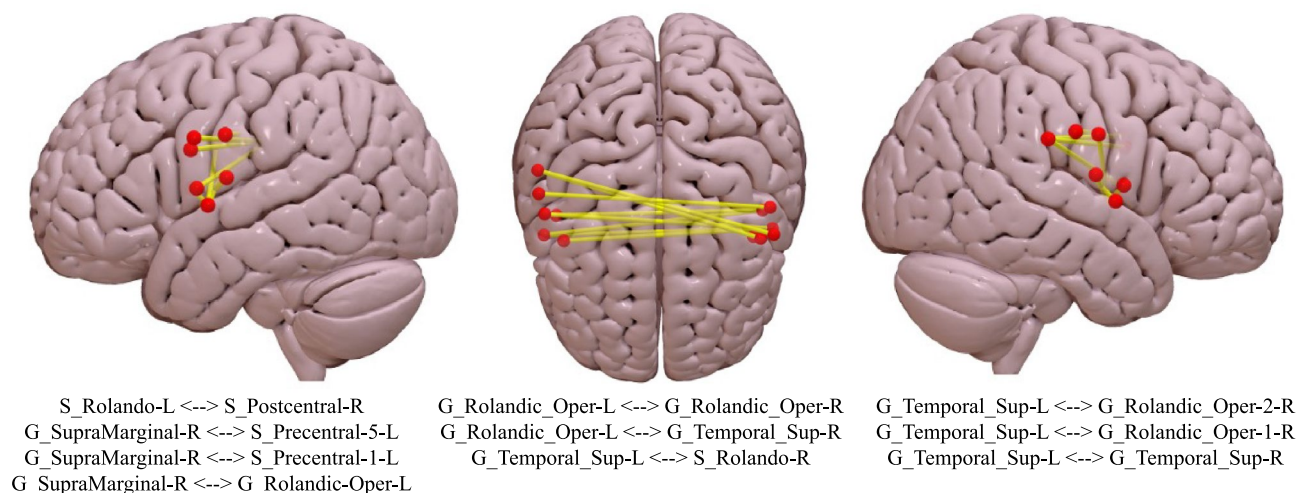 S_Rolando-L <--> S_Postcentral-R
G_SupraMarginal-R <--> S_Precentral-5-L
G_SupraMarginal-R <--> S_Precentral-1-L
G_SupraMarginal-R <--> G_Rolandic-Oper-L
G_Rolandic_Oper-L <--> G_Rolandic_Oper-R
G_Rolandic_Oper-L <--> G_Temporal_Sup-R
G_Temporal_Sup-L <--> S_Rolando-R
G_Temporal_Sup-L <--> G_Rolandic_Oper-2-R
G_Temporal_Sup-L <--> G_Rolandic_Oper-1-R
G_Temporal_Sup-L <--> G_Temporal_Sup-R